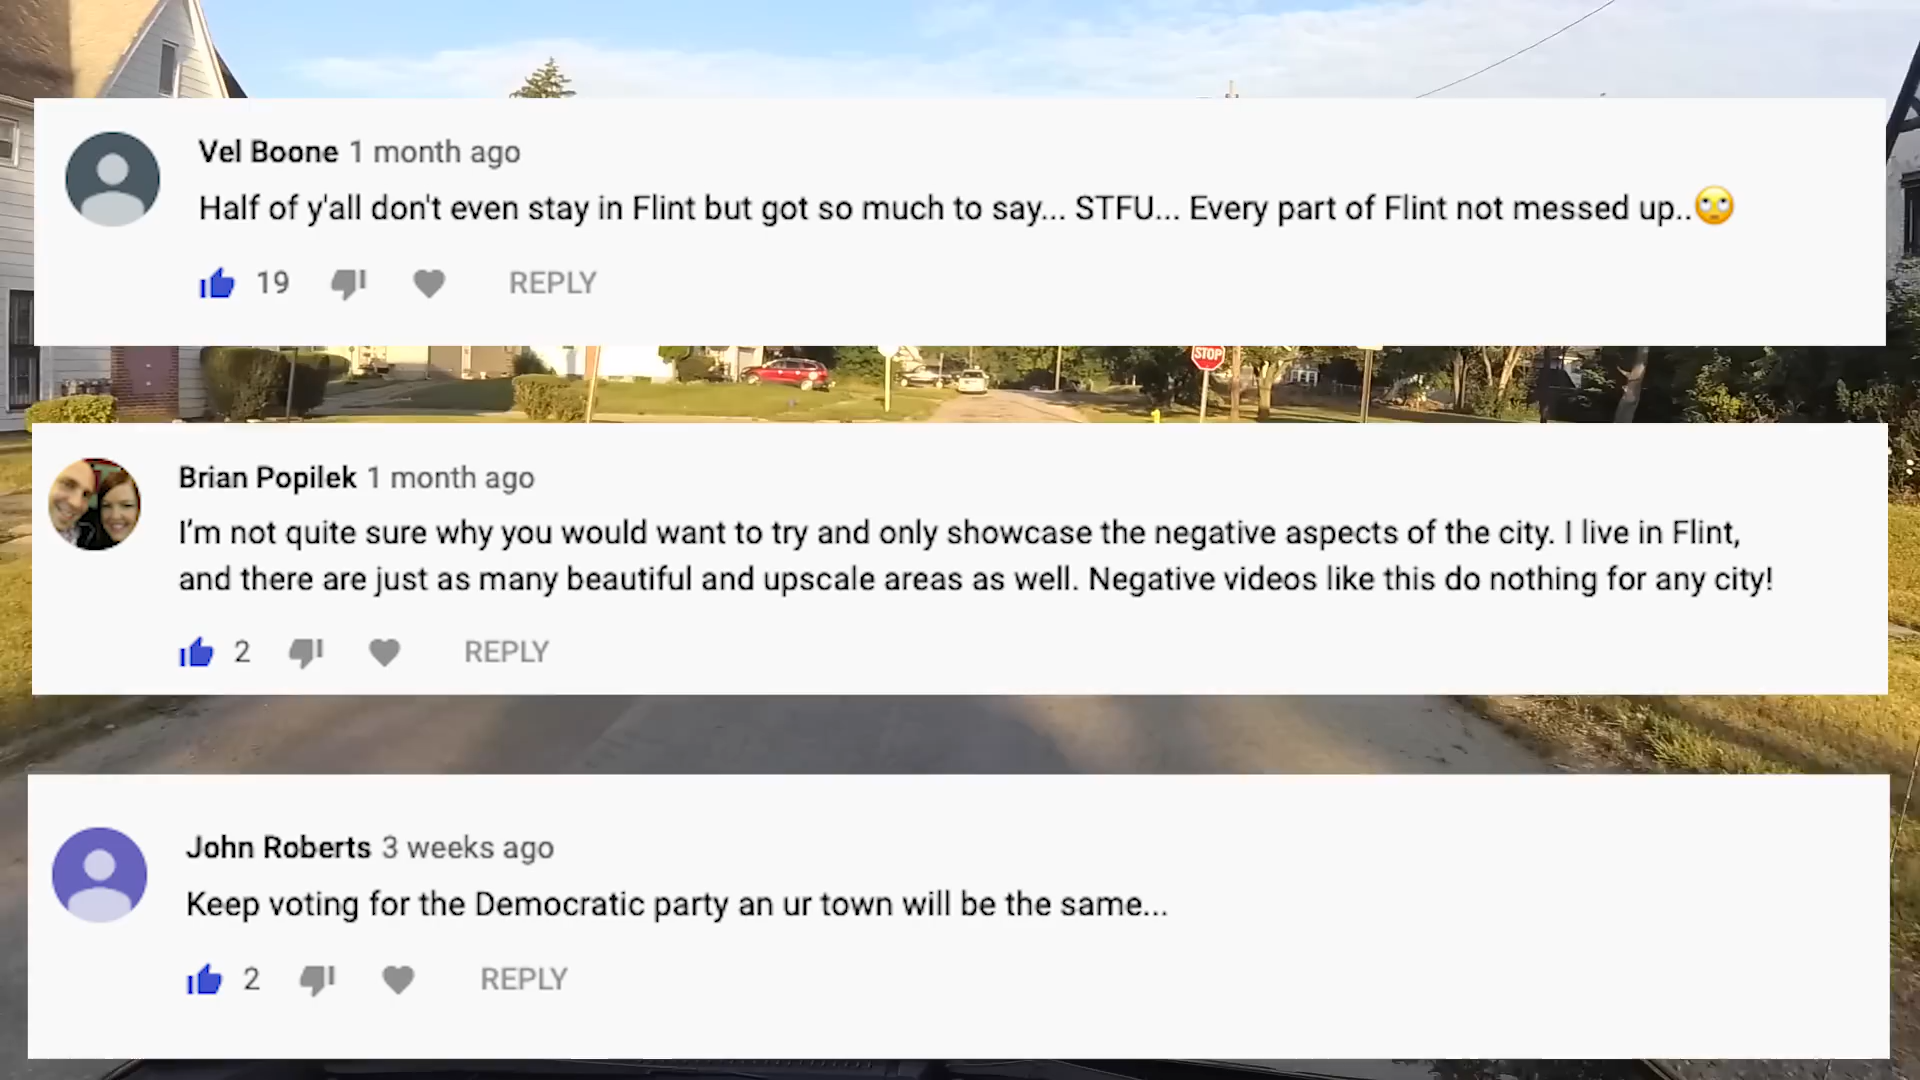 Vel Boone 1 month ago
Half of y'all don't even stay in Flint but got so much to say... STFU... Every part of Flint not messed up..🙄
19 REPLY
STOP
Brian Popilek 1 month ago
I'm not quite sure why you would want to try and only showcase the negative aspects of the city. I live in Flint,
and there are just as many beautiful and upscale areas as well. Negative videos like this do nothing for any city!
2 REPLY
John Roberts 3 weeks ago
Keep voting for the Democratic party an ur town will be the same...
2 REPLY